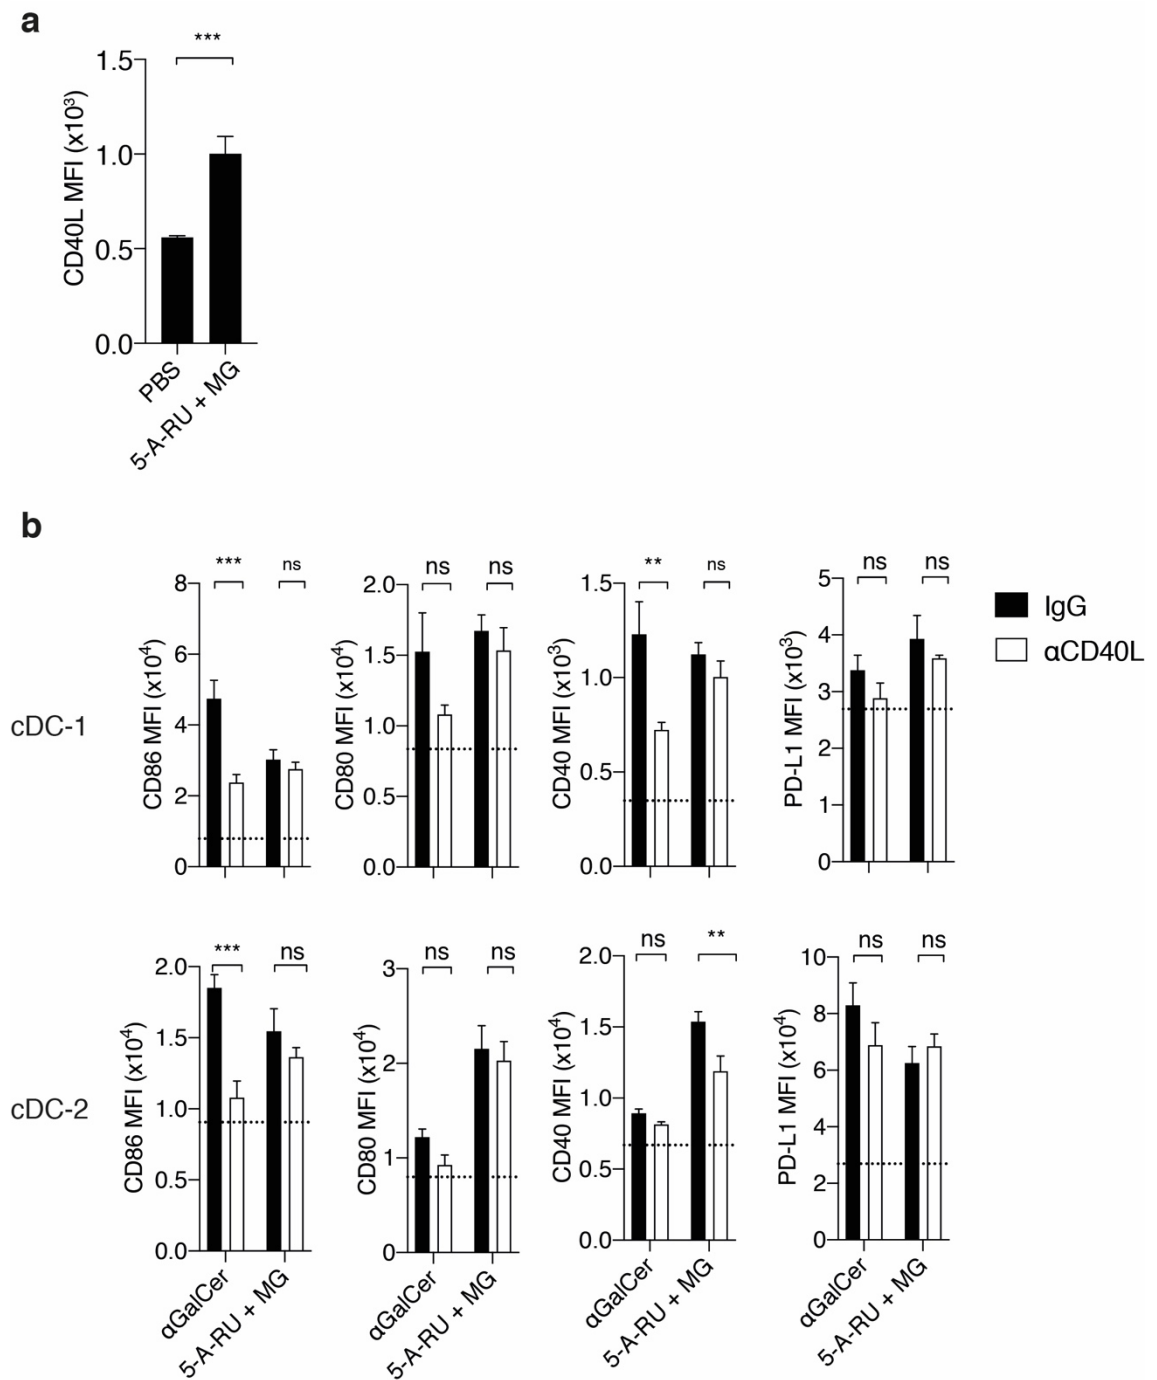 a
***
CD40L MFI (x10³)
1.5
1.0
0.5
0.0
PBS
5-A-RU + MG
b
cDC-1
*** ns
CD86 MFI (x10⁴)
8
6
4
2
0
ns ns
CD80 MFI (x10⁴)
2.0
1.5
1.0
0.5
0.0
** ns
CD40 MFI (x10³)
1.5
1.0
0.5
0.0
ns ns
PD-L1 MFI (x10³)
5
4
3
2
1
0
IgG
αCD40L
cDC-2
*** ns
CD86 MFI (x10⁴)
2.0
1.5
1.0
0.5
0.0
αGalCer
5-A-RU + MG
ns ns
CD80 MFI (x10⁴)
3
2
1
0
αGalCer
5-A-RU + MG
ns **
CD40 MFI (x10⁴)
2.0
1.5
1.0
0.5
0.0
αGalCer
5-A-RU + MG
ns ns
PD-L1 MFI (x10⁴)
10
8
6
4
2
0
αGalCer
5-A-RU + MG